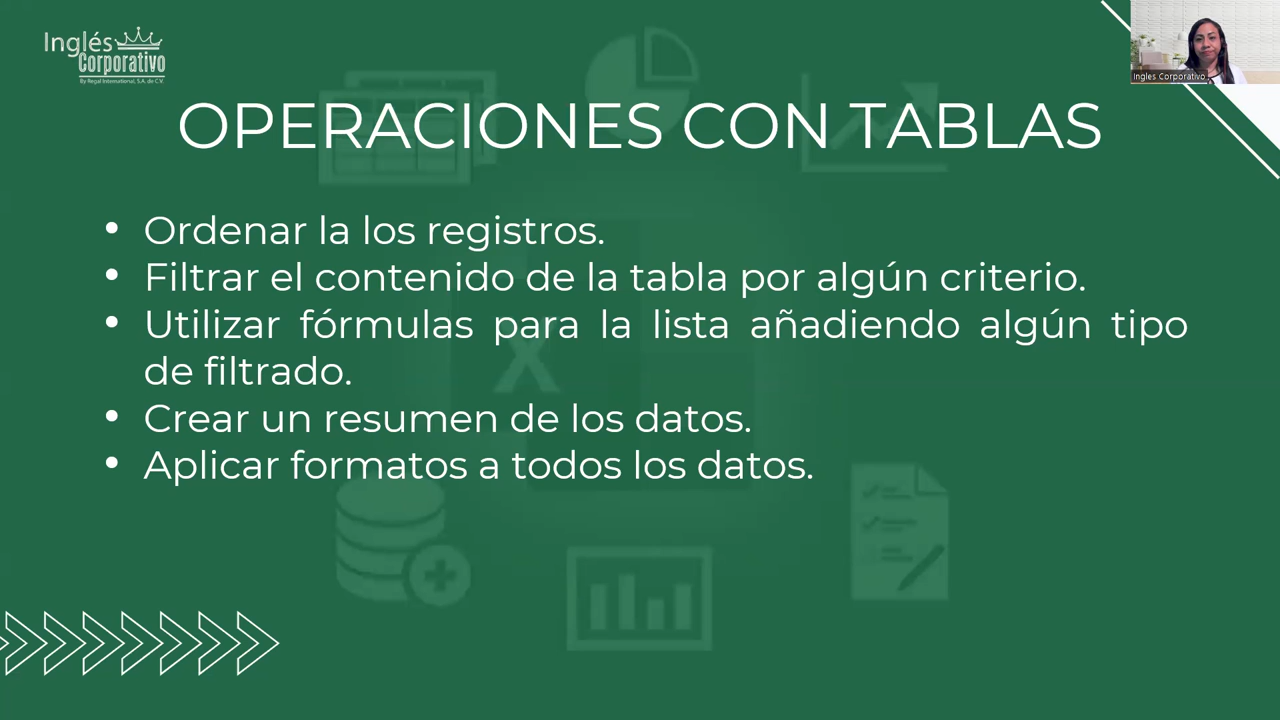 Inglés
Corporativo
By Regal International, S.A. de C.V.
Ingles Corporativo
OPERACIONES CON TABLAS
• Ordenar la los registros.
• Filtrar el contenido de la tabla por algún criterio.
• Utilizar fórmulas para la lista añadiendo algún tipo
de filtrado.
• Crear un resumen de los datos.
• Aplicar formatos a todos los datos.
X